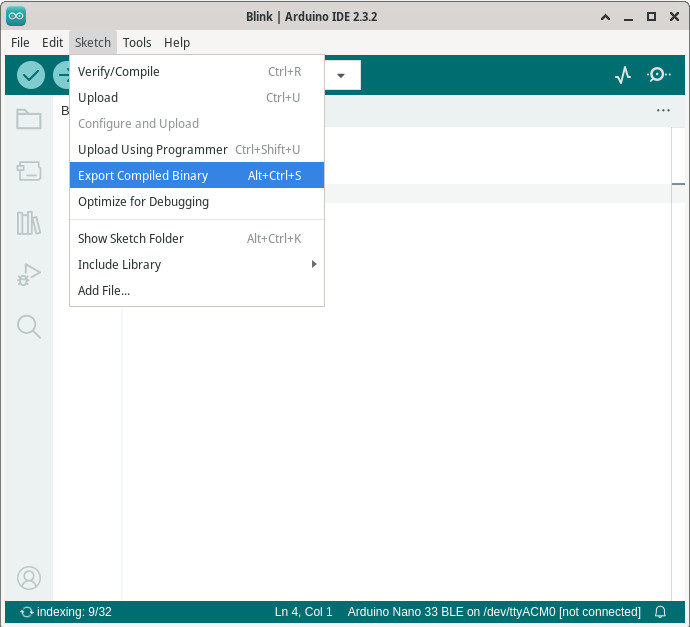 Blink | Arduino IDE 2.3.2
File Edit Sketch Tools Help
Verify/Compile Ctrl+R
Upload Ctrl+U
B
Configure and Upload
Upload Using Programmer Ctrl+Shift+U
Export Compiled Binary Alt+Ctrl+S
Optimize for Debugging
Show Sketch Folder Alt+Ctrl+K
Include Library
Add File...
indexing: 9/32 Ln 4, Col 1 Arduino Nano 33 BLE on /dev/ttyACM0 [not connected]